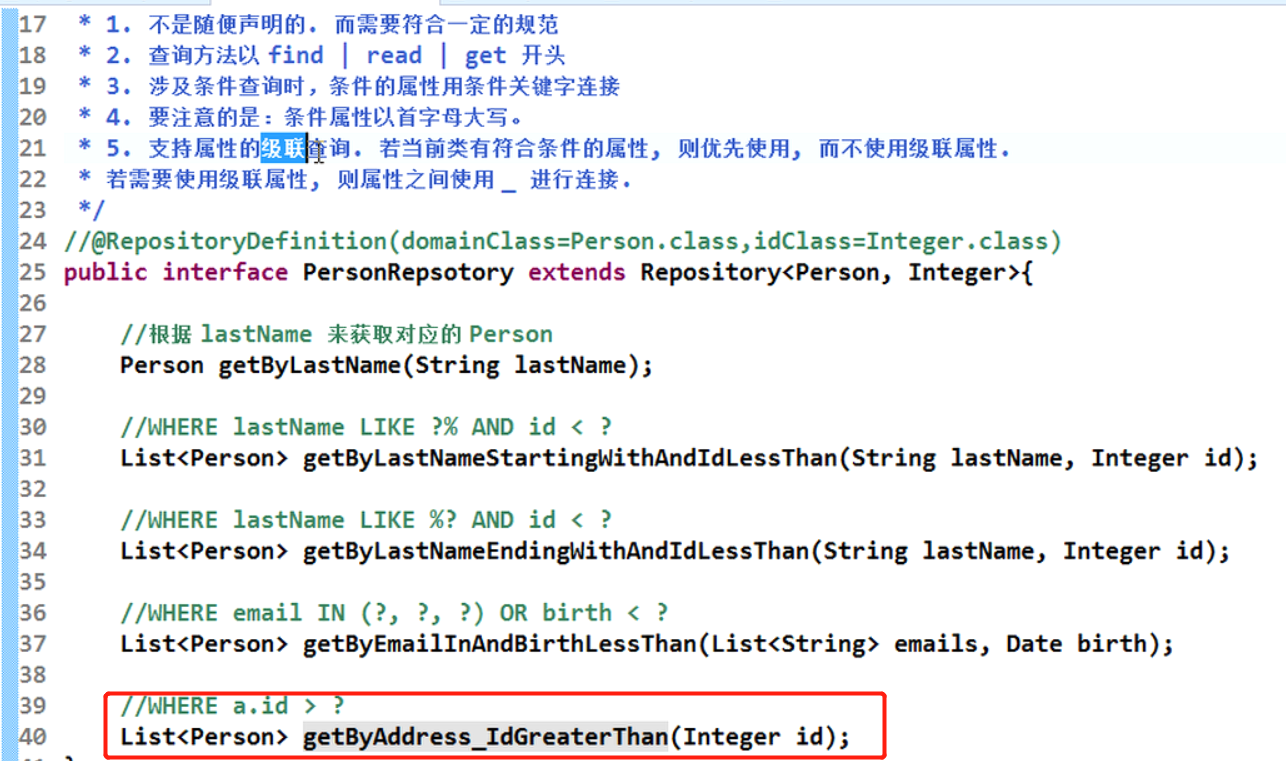 17 * 1. 不是随便声明的. 而需要符合一定的规范
18 * 2. 查询方法以 find | read | get 开头
19 * 3. 涉及条件查询时，条件的属性用条件关键字连接
20 * 4. 要注意的是：条件属性以首字母大写。
21 * 5. 支持属性的级联查询. 若当前类有符合条件的属性, 则优先使用, 而不使用级联属性.
22 * 若需要使用级联属性, 则属性之间使用 _ 进行连接.
23 */
24 //@RepositoryDefinition(domainClass=Person.class,idClass=Integer.class)
25 public interface PersonRepsotory extends Repository<Person, Integer>{
26
27 //根据 lastName 来获取对应的 Person
28 Person getByLastName(String lastName);
29
30 //WHERE lastName LIKE ?% AND id < ?
31 List<Person> getByLastNameStartingWithAndIdLessThan(String lastName, Integer id);
32
33 //WHERE lastName LIKE %? AND id < ?
34 List<Person> getByLastNameEndingWithAndIdLessThan(String lastName, Integer id);
35
36 //WHERE email IN (?, ?, ?) OR birth < ?
37 List<Person> getByEmailInAndBirthLessThan(List<String> emails, Date birth);
38
39 //WHERE a.id > ?
40 List<Person> getByAddress_IdGreaterThan(Integer id);